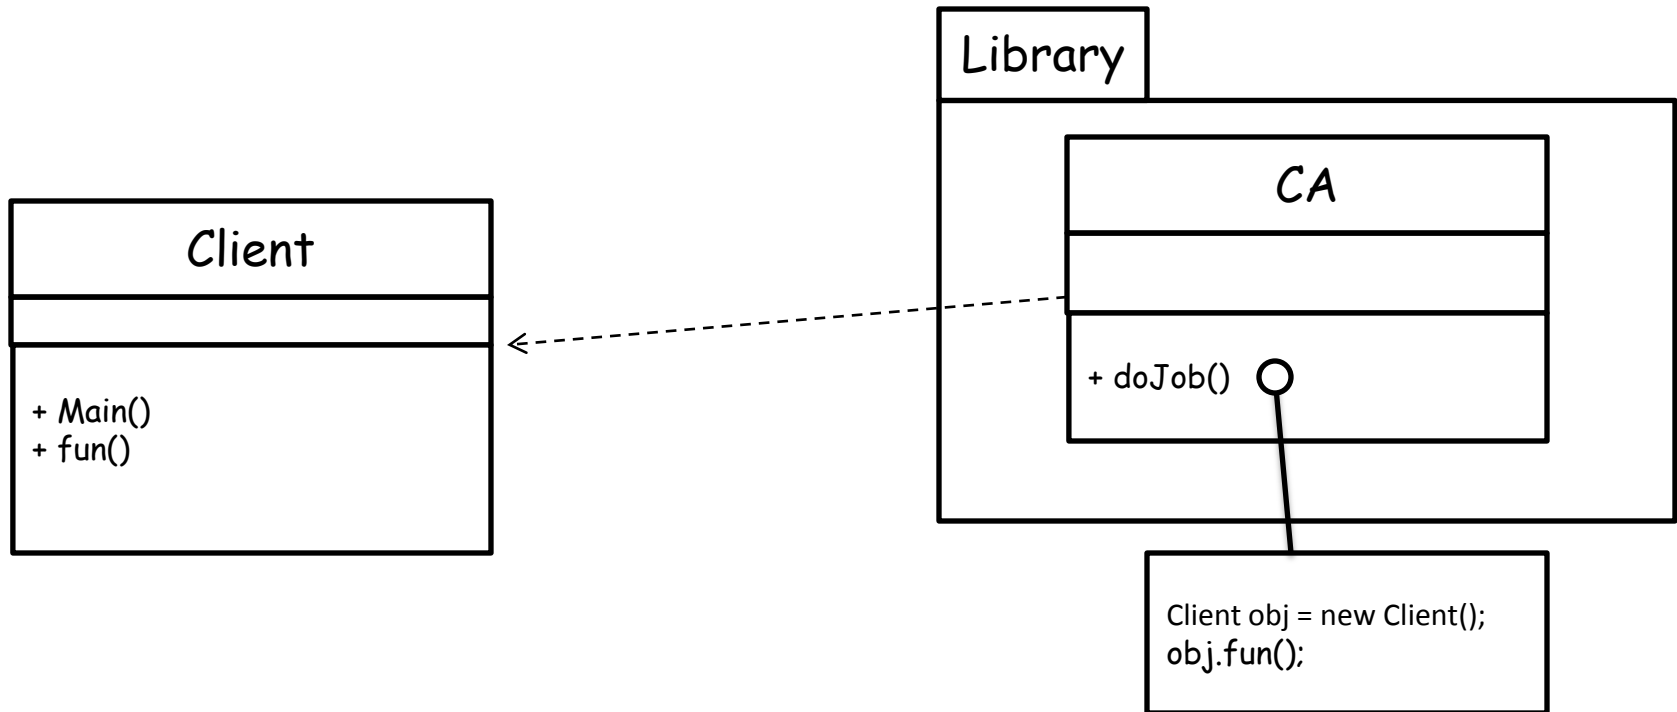 Library
CA
+ doJob()
Client
+ Main()
+ fun()
Client obj = new Client();
obj.fun();